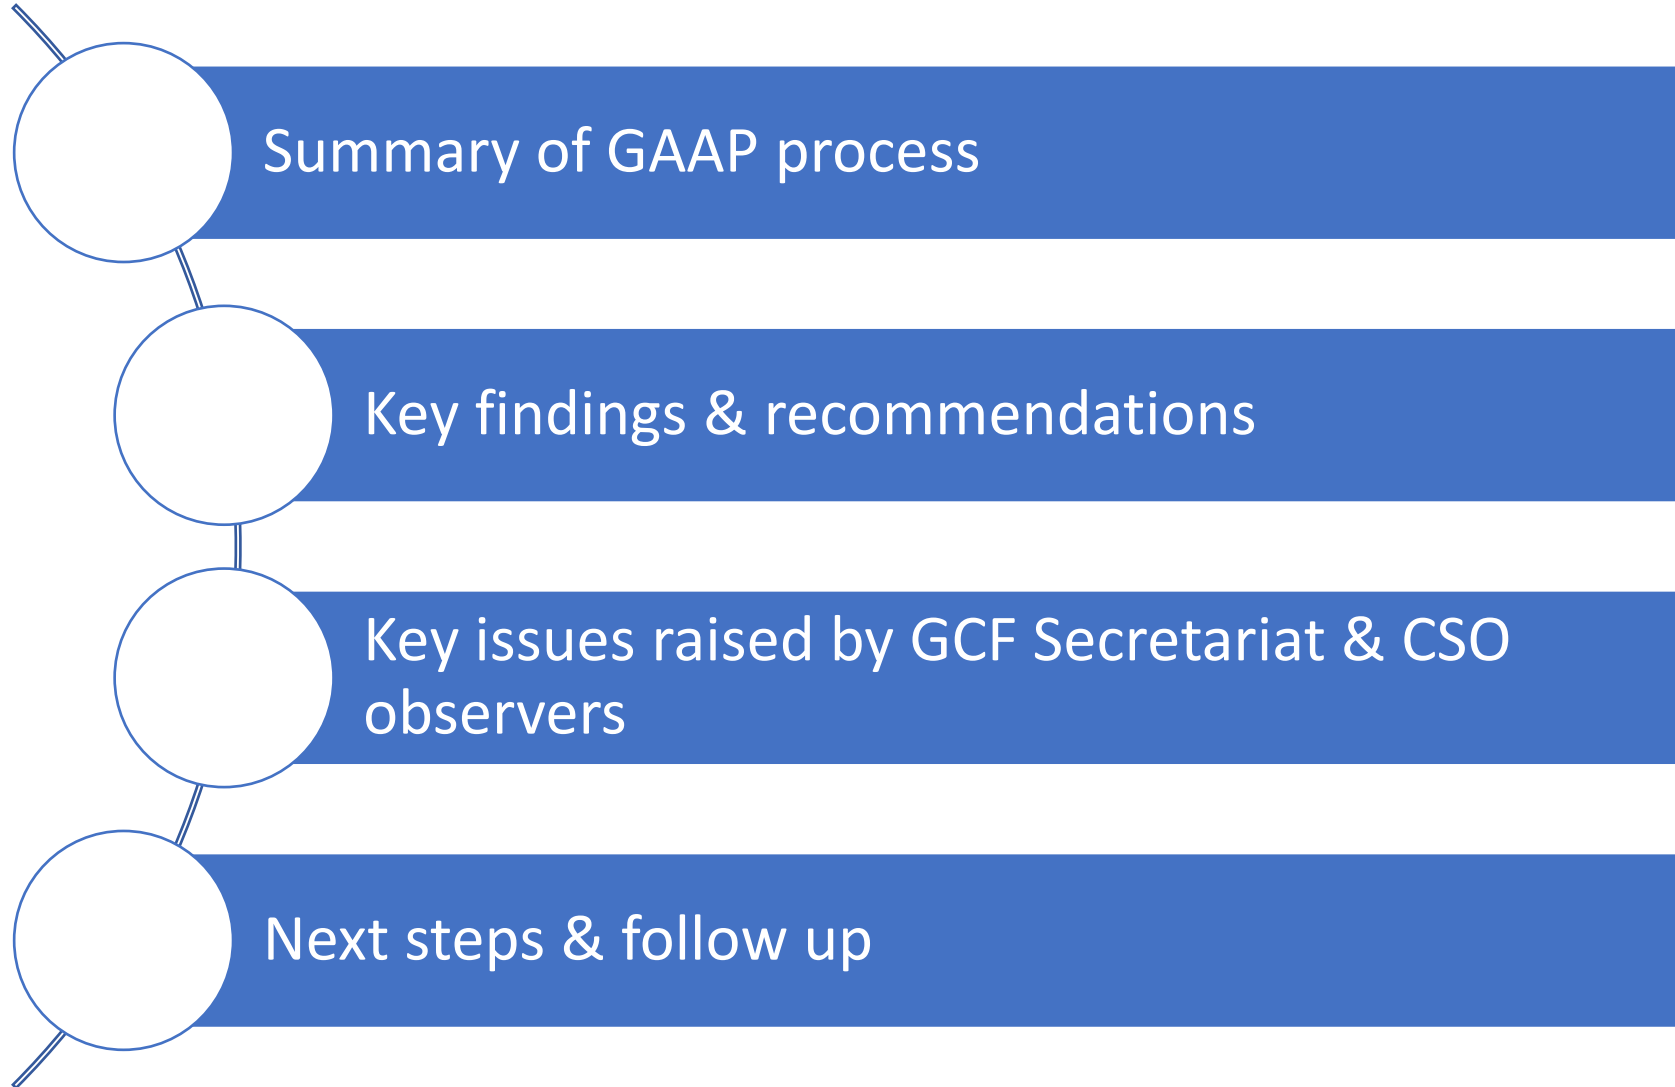 Summary of GAAP process
Key findings & recommendations
Key issues raised by GCF Secretariat & CSO
observers
Next steps & follow up